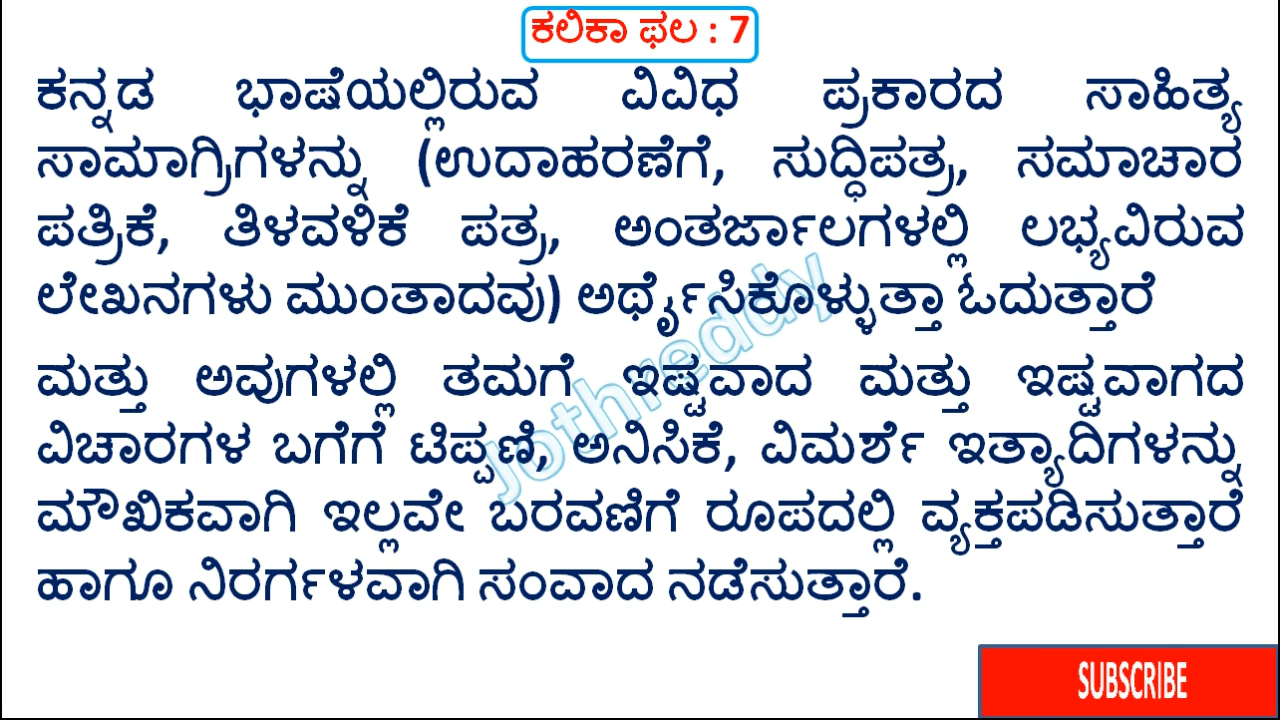 ಕಲಿಕಾ ಫಲ : 7
ಕನ್ನಡ ಭಾಷೆಯಲ್ಲಿರುವ ವಿವಿಧ ಪ್ರಕಾರದ ಸಾಹಿತ್ಯ
ಸಾಮಾಗ್ರಿಗಳನ್ನು (ಉದಾಹರಣೆಗೆ, ಸುದ್ಧಿಪತ್ರ, ಸಮಾಚಾರ
ಪತ್ರಿಕೆ, ತಿಳವಳಿಕೆ ಪತ್ರ, ಅಂತರ್ಜಾಲಗಳಲ್ಲಿ ಲಭ್ಯವಿರುವ
ಲೇಖನಗಳು ಮುಂತಾದವು) ಅರ್ಥೈಸಿಕೊಳ್ಳುತ್ತಾ ಓದುತ್ತಾರೆ
ಮತ್ತು ಅವುಗಳಲ್ಲಿ ತಮಗೆ ಇಷ್ಟವಾದ ಮತ್ತು ಇಷ್ಟವಾಗದ
ವಿಚಾರಗಳ ಬಗೆಗೆ ಟಿಪ್ಪಣಿ, ಅನಿಸಿಕೆ, ವಿಮರ್ಶೆ ಇತ್ಯಾದಿಗಳನ್ನು
ಮೌಖಿಕವಾಗಿ ಇಲ್ಲವೇ ಬರವಣಿಗೆ ರೂಪದಲ್ಲಿ ವ್ಯಕ್ತಪಡಿಸುತ್ತಾರೆ
ಹಾಗೂ ನಿರರ್ಗಳವಾಗಿ ಸಂವಾದ ನಡೆಸುತ್ತಾರೆ.
Jothreddy
SUBSCRIBE